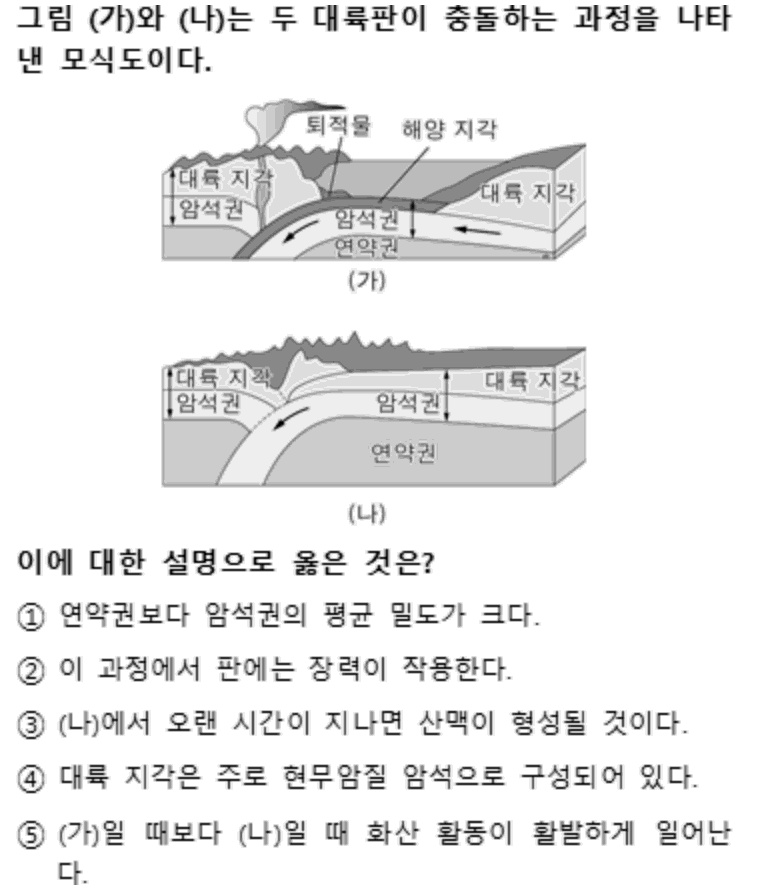 그림 (가)와 (나)는 두 대륙판이 충돌하는 과정을 나타
낸 모식도이다.
퇴적물
해양 지각
대륙 지각
대륙 지각
암석권
암석권
연약권
(가)
대륙 지각
대륙 지각
암석권
암석권
연약권
(나)
이에 대한 설명으로 옳은 것은?
① 연약권보다 암석권의 평균 밀도가 크다.
② 이 과정에서 판에는 장력이 작용한다.
③ (나)에서 오랜 시간이 지나면 산맥이 형성될 것이다.
④ 대륙 지각은 주로 현무암질 암석으로 구성되어 있다.
⑤ (가)일 때보다 (나)일 때 화산 활동이 활발하게 일어난
다.